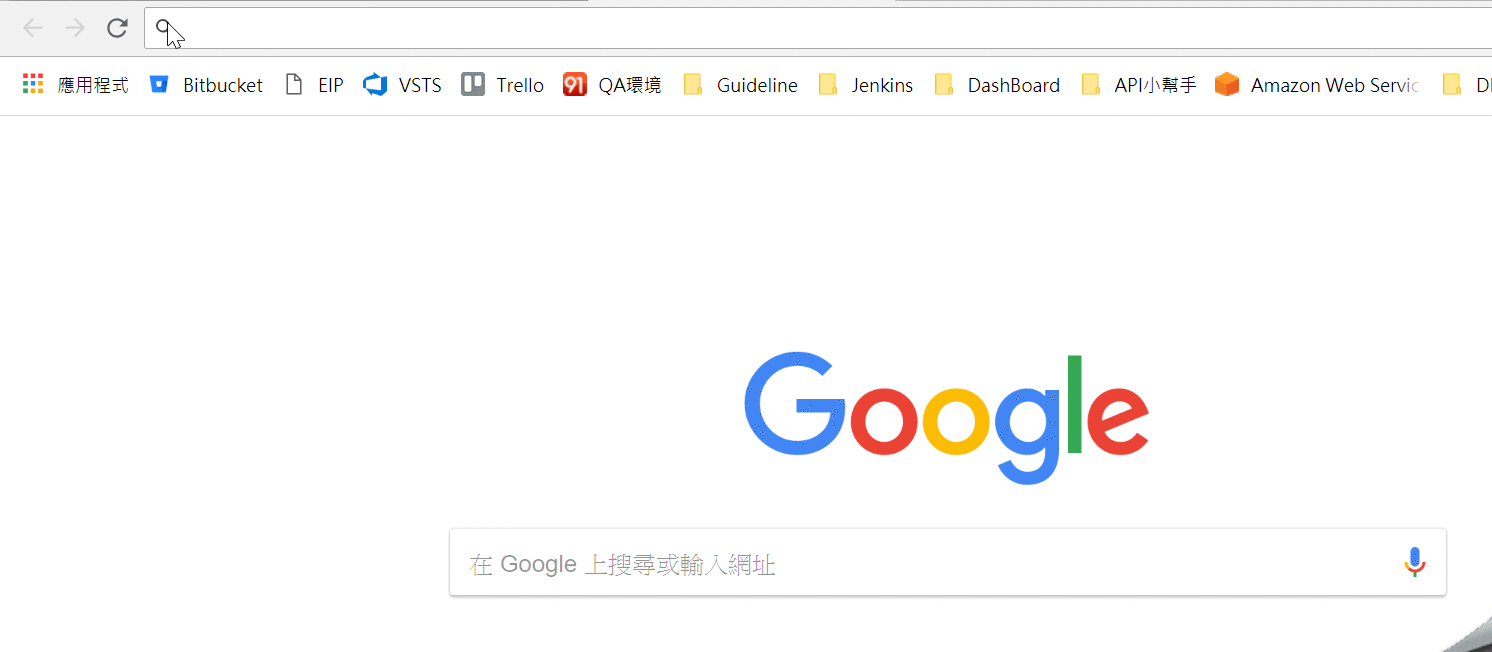 應用程式 Bitbucket EIP VSTS Trello 91 QA環境 Guideline Jenkins DashBoard API小幫手 Amazon Web Servic
Google
在 Google 上搜尋或輸入網址